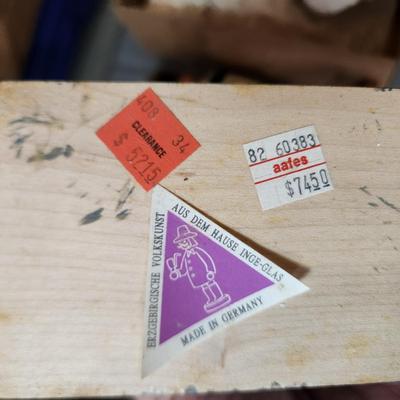 408 34
CLEARANCE
$ 5215
82 60383
aafes
$7450
ERZGEBIRGISCHE VOLKSKUNST
AUS DEM HAUSE INGE-GLAS
MADE IN GERMANY